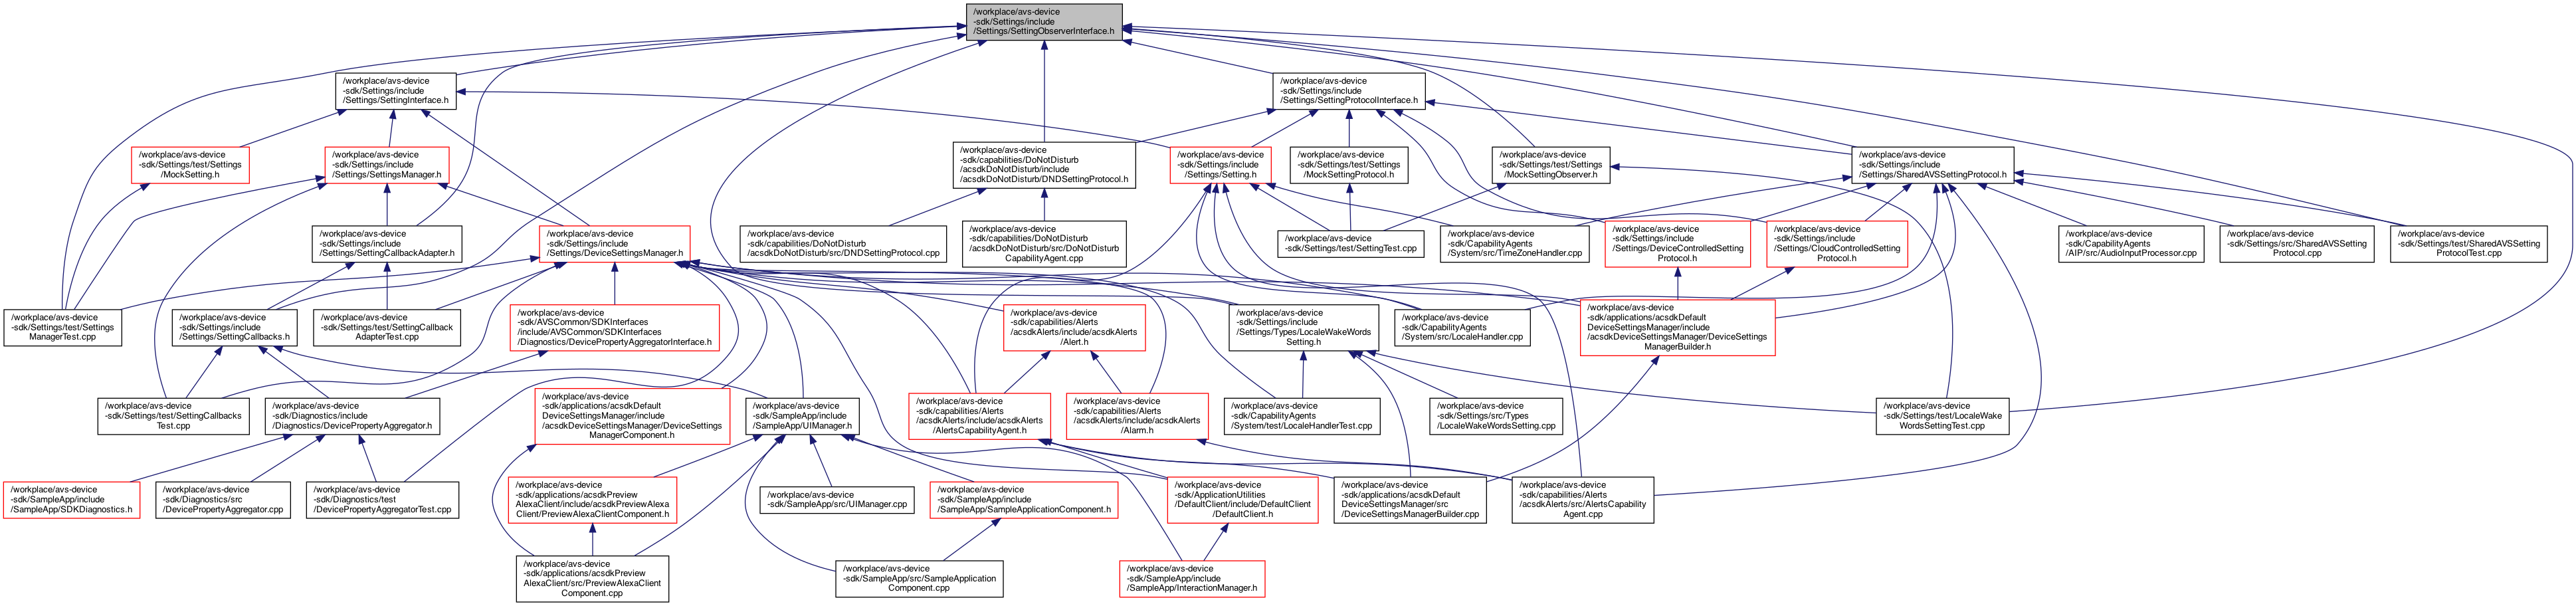 /workplace/avs-device
-sdk/Settings/include
/Settings/SettingObserverInterface.h
/workplace/avs-device
-sdk/Settings/include
/Settings/SettingInterface.h
/workplace/avs-device
-sdk/Settings/include
/Settings/SettingProtocolInterface.h
/workplace/avs-device
-sdk/Settings/test/Settings
/MockSetting.h
/workplace/avs-device
-sdk/Settings/include
/Settings/SettingsManager.h
/workplace/avs-device
-sdk/capabilities/DoNotDisturb
/acsdkDoNotDisturb/include
/acsdkDoNotDisturb/DNDSettingProtocol.h
/workplace/avs-device
-sdk/Settings/include
/Settings/Setting.h
/workplace/avs-device
-sdk/Settings/test/Settings
/MockSettingProtocol.h
/workplace/avs-device
-sdk/Settings/test/Settings
/MockSettingObserver.h
/workplace/avs-device
-sdk/Settings/include
/Settings/SharedAVSSettingProtocol.h
/workplace/avs-device
-sdk/Settings/include
/Settings/SettingCallbackAdapter.h
/workplace/avs-device
-sdk/Settings/include
/Settings/DeviceSettingsManager.h
/workplace/avs-device
-sdk/capabilities/DoNotDisturb
/acsdkDoNotDisturb/src/DNDSettingProtocol.cpp
/workplace/avs-device
-sdk/capabilities/DoNotDisturb
/acsdkDoNotDisturb/src/DoNotDisturb
CapabilityAgent.cpp
/workplace/avs-device
-sdk/Settings/test/SettingTest.cpp
/workplace/avs-device
-sdk/CapabilityAgents
/System/src/TimeZoneHandler.cpp
/workplace/avs-device
-sdk/Settings/include
/Settings/DeviceControlledSetting
Protocol.h
/workplace/avs-device
-sdk/Settings/include
/Settings/CloudControlledSetting
Protocol.h
/workplace/avs-device
-sdk/CapabilityAgents
/AIP/src/AudioInputProcessor.cpp
/workplace/avs-device
-sdk/Settings/src/SharedAVSSetting
Protocol.cpp
/workplace/avs-device
-sdk/Settings/test/SharedAVSSetting
ProtocolTest.cpp
/workplace/avs-device
-sdk/Settings/test/Settings
ManagerTest.cpp
/workplace/avs-device
-sdk/Settings/include
/Settings/SettingCallbacks.h
/workplace/avs-device
-sdk/Settings/test/SettingCallback
AdapterTest.cpp
/workplace/avs-device
-sdk/AVSCommon/SDKInterfaces
/include/AVSCommon/SDKInterfaces
/Diagnostics/DevicePropertyAggregatorInterface.h
/workplace/avs-device
-sdk/capabilities/Alerts
/acsdkAlerts/include/acsdkAlerts
/Alert.h
/workplace/avs-device
-sdk/Settings/include
/Settings/Types/LocaleWakeWords
Setting.h
/workplace/avs-device
-sdk/CapabilityAgents
/System/src/LocaleHandler.cpp
/workplace/avs-device
-sdk/applications/acsdkDefault
DeviceSettingsManager/include
/acsdkDeviceSettingsManager/DeviceSettings
ManagerBuilder.h
/workplace/avs-device
-sdk/Settings/test/SettingCallbacks
Test.cpp
/workplace/avs-device
-sdk/Diagnostics/include
/Diagnostics/DevicePropertyAggregator.h
/workplace/avs-device
-sdk/applications/acsdkDefault
DeviceSettingsManager/include
/acsdkDeviceSettingsManager/DeviceSettings
ManagerComponent.h
/workplace/avs-device
-sdk/SampleApp/include
/SampleApp/UIManager.h
/workplace/avs-device
-sdk/capabilities/Alerts
/acsdkAlerts/include/acsdkAlerts
/AlertsCapabilityAgent.h
/workplace/avs-device
-sdk/capabilities/Alerts
/acsdkAlerts/include/acsdkAlerts
/Alarm.h
/workplace/avs-device
-sdk/CapabilityAgents
/System/test/LocaleHandlerTest.cpp
/workplace/avs-device
-sdk/Settings/src/Types
/LocaleWakeWordsSetting.cpp
/workplace/avs-device
-sdk/Settings/test/LocaleWake
WordsSettingTest.cpp
/workplace/avs-device
-sdk/SampleApp/include
/SampleApp/SDKDiagnostics.h
/workplace/avs-device
-sdk/Diagnostics/src
/DevicePropertyAggregator.cpp
/workplace/avs-device
-sdk/Diagnostics/test
/DevicePropertyAggregatorTest.cpp
/workplace/avs-device
-sdk/applications/acsdkPreview
AlexaClient/include/acsdkPreviewAlexa
Client/PreviewAlexaClientComponent.h
/workplace/avs-device
-sdk/SampleApp/src/UIManager.cpp
/workplace/avs-device
-sdk/SampleApp/include
/SampleApp/SampleApplicationComponent.h
/workplace/avs-device
-sdk/ApplicationUtilities
/DefaultClient/include/DefaultClient
/DefaultClient.h
/workplace/avs-device
-sdk/applications/acsdkDefault
DeviceSettingsManager/src
/DeviceSettingsManagerBuilder.cpp
/workplace/avs-device
-sdk/capabilities/Alerts
/acsdkAlerts/src/AlertsCapability
Agent.cpp
/workplace/avs-device
-sdk/applications/acsdkPreview
AlexaClient/src/PreviewAlexaClient
Component.cpp
/workplace/avs-device
-sdk/SampleApp/src/SampleApplication
Component.cpp
/workplace/avs-device
-sdk/SampleApp/include
/SampleApp/InteractionManager.h